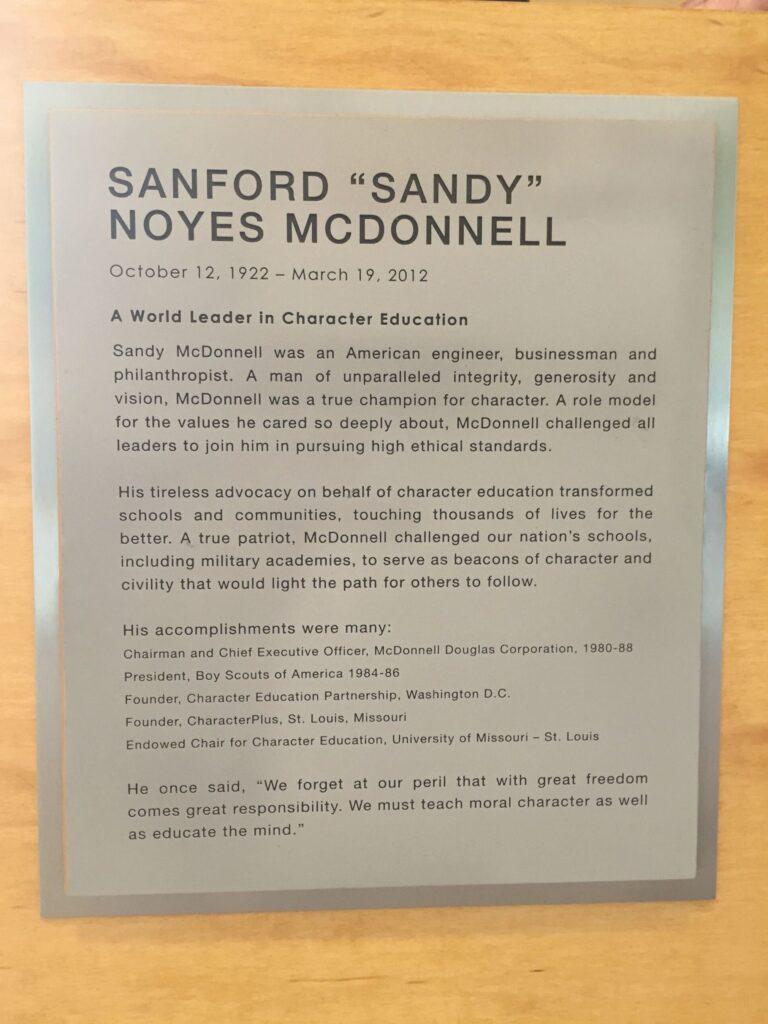 SANFORD “SANDY”
NOYES MCDONNELL
October 12, 1922 – March 19, 2012
A World Leader in Character Education
Sandy McDonnell was an American engineer, businessman and
philanthropist. A man of unparalleled integrity, generosity and
vision, McDonnell was a true champion for character. A role model
for the values he cared so deeply about, McDonnell challenged all
leaders to join him in pursuing high ethical standards.
His tireless advocacy on behalf of character education transformed
schools and communities, touching thousands of lives for the
better. A true patriot, McDonnell challenged our nation’s schools,
including military academies, to serve as beacons of character and
civility that would light the path for others to follow.
His accomplishments were many:
Chairman and Chief Executive Officer, McDonnell Douglas Corporation, 1980-88
President, Boy Scouts of America 1984-86
Founder, Character Education Partnership, Washington D.C.
Founder, CharacterPlus, St. Louis, Missouri
Endowed Chair for Character Education, University of Missouri – St. Louis
He once said, “We forget at our peril that with great freedom
comes great responsibility. We must teach moral character as well
as educate the mind.”